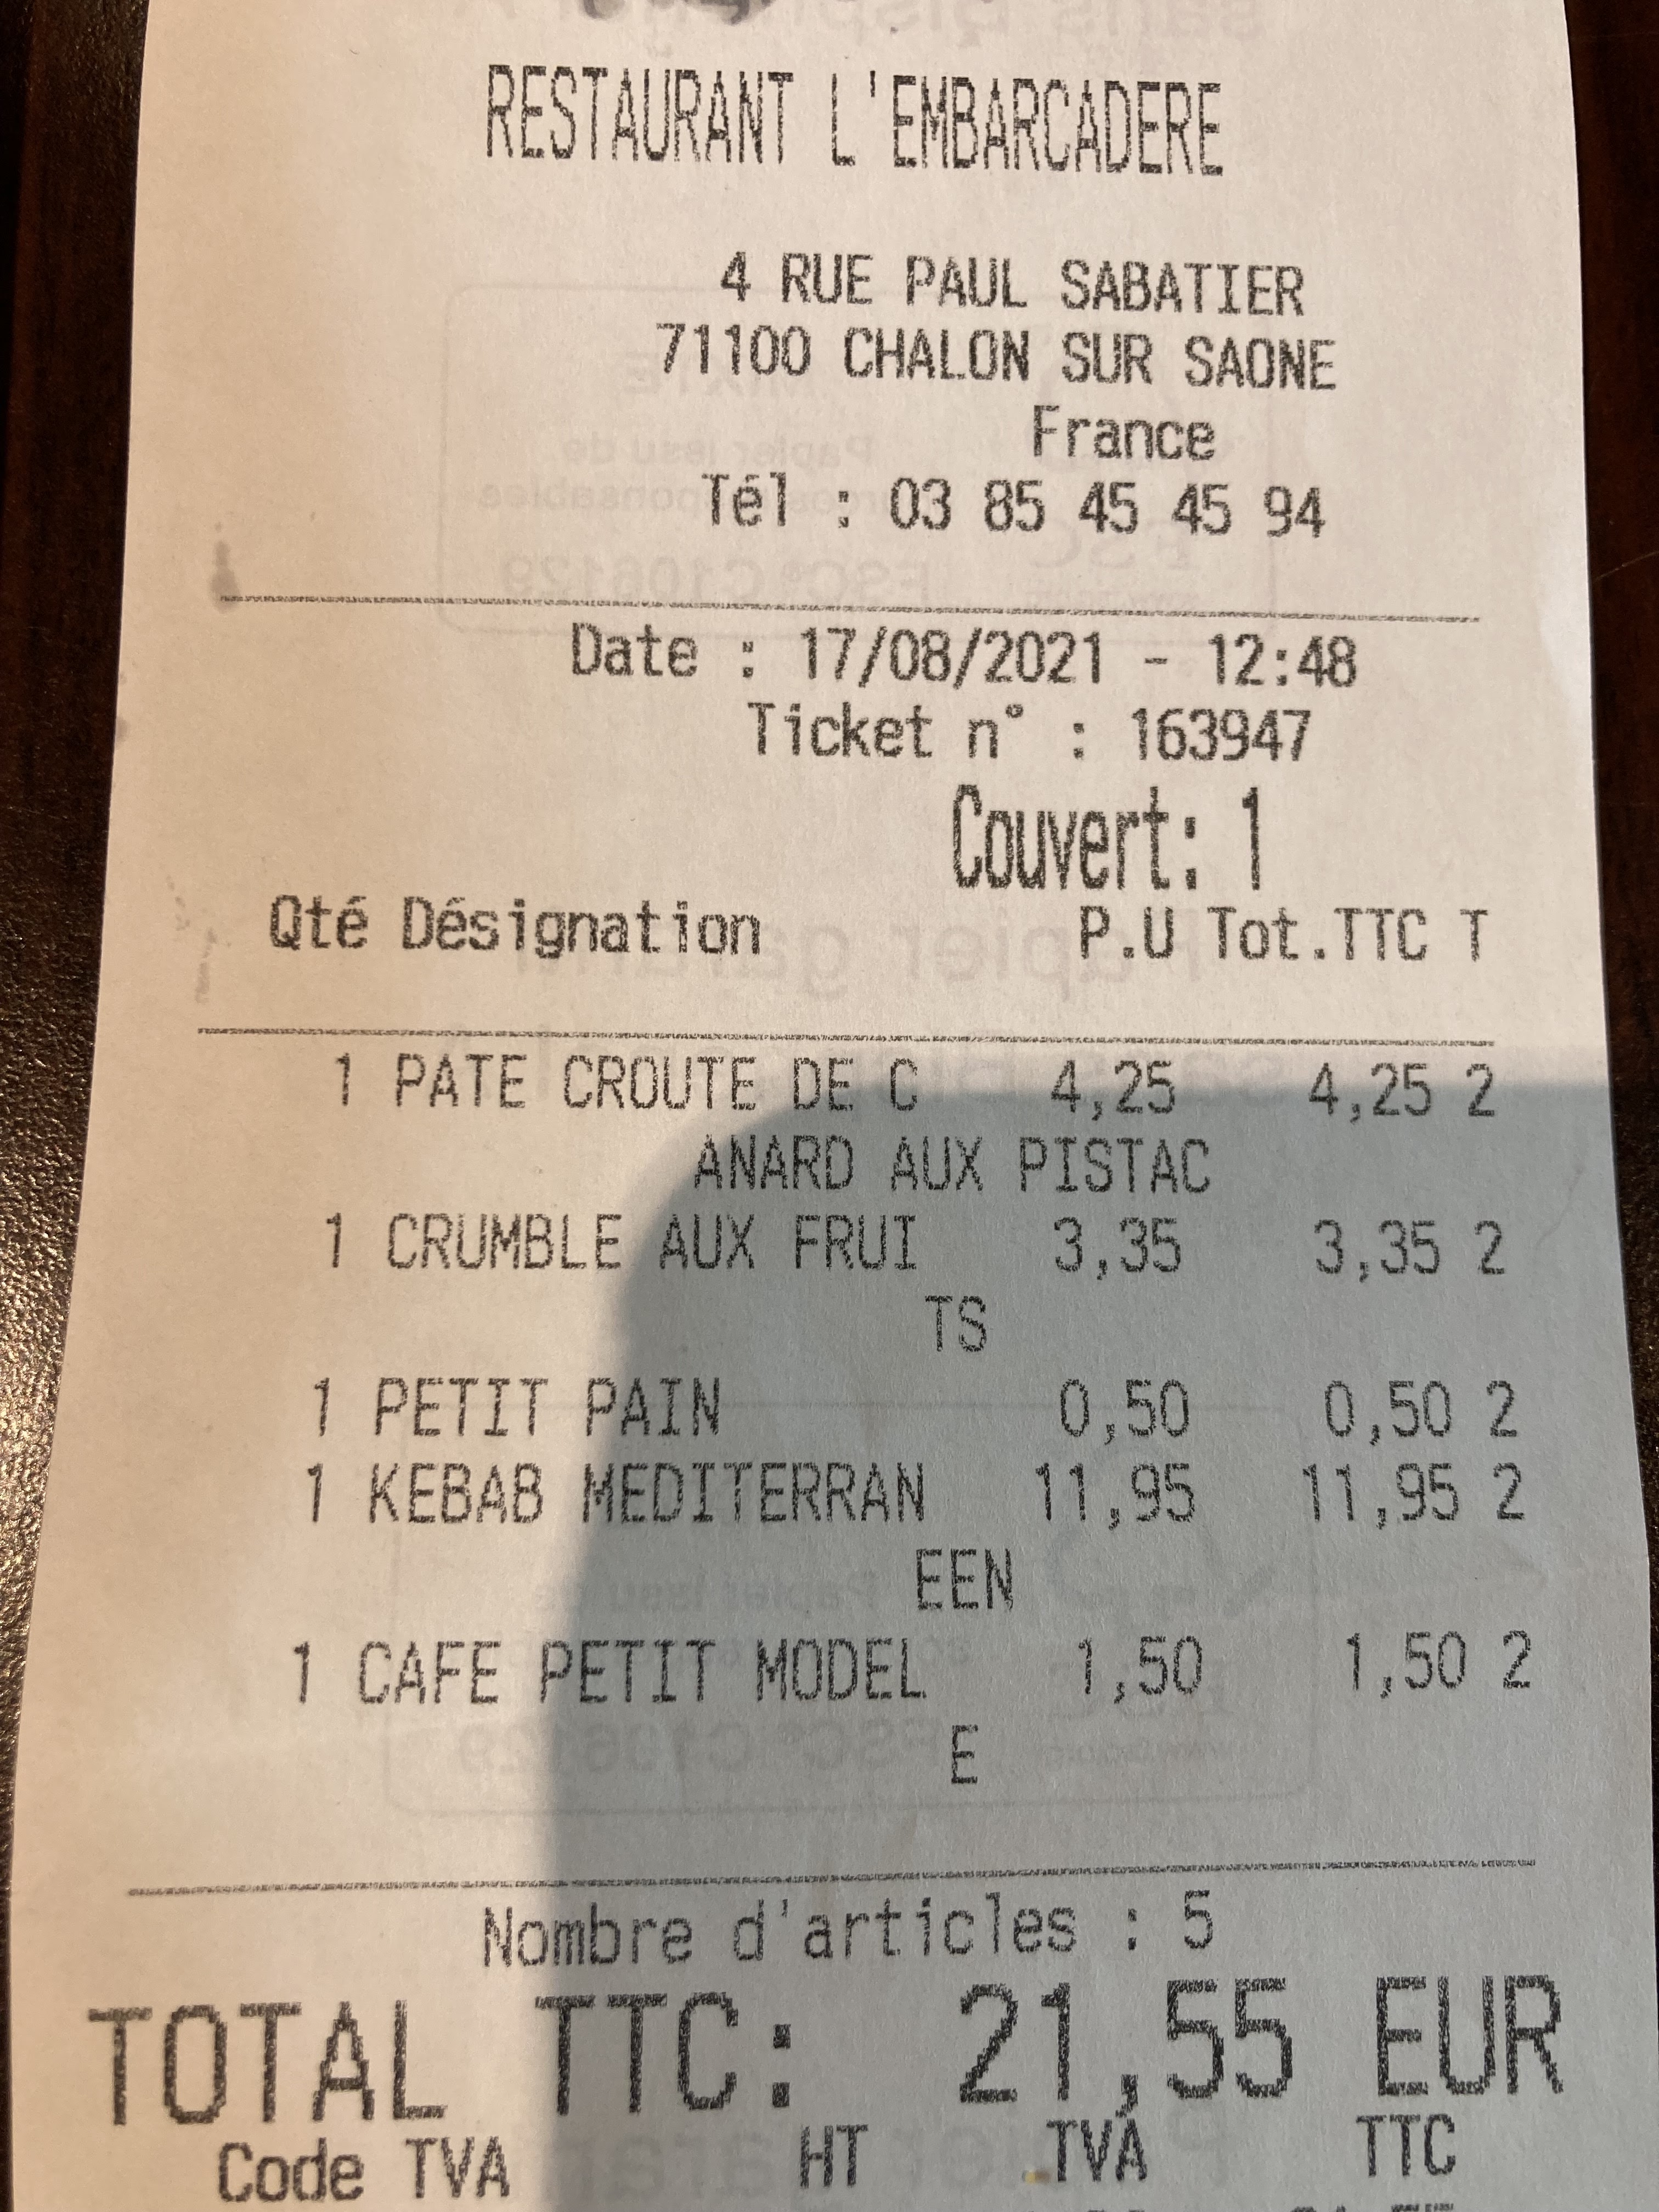 RESTAURANT L'EMBARCADERE
4 RUE PAUL SABATIER
71100 CHALON SUR SAONE
France
Tél : 03 85 45 45 94
Date : 17/08/2021 - 12:48
Ticket n° : 163947
Couvert: 1
Qté Désignation P.U Tot.TTC T
1 PATE CROUTE DE C 4,25 4,25 2
ANARD AUX PISTAC
1 CRUMBLE AUX FRUI 3,35 3,35 2
TS
1 PETIT PAIN 0,50 0,50 2
1 KEBAB MEDITERRAN 11,95 11,95 2
EEN
1 CAFE PETIT MODEL 1,50 1,50 2
E
Nombre d'articles : 5
TOTAL TTC: 21,55 EUR
Code TVA HT TVA TTC